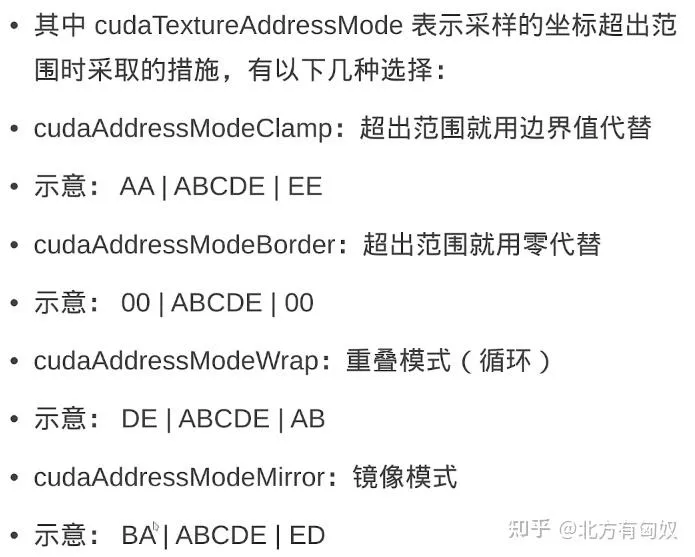 • 其中 cudaTextureAddressMode 表示采样的坐标超出范
围时采取的措施，有以下几种选择：
• cudaAddressModeClamp：超出范围就用边界值代替
• 示意： AA | ABCDE | EE
• cudaAddressModeBorder：超出范围就用零代替
• 示意： 00 | ABCDE | 00
• cudaAddressModeWrap：重叠模式（循环）
• 示意： DE | ABCDE | AB
• cudaAddressModeMirror：镜像模式
• 示意： BA | ABCDE | ED
知乎 @北方有匈奴